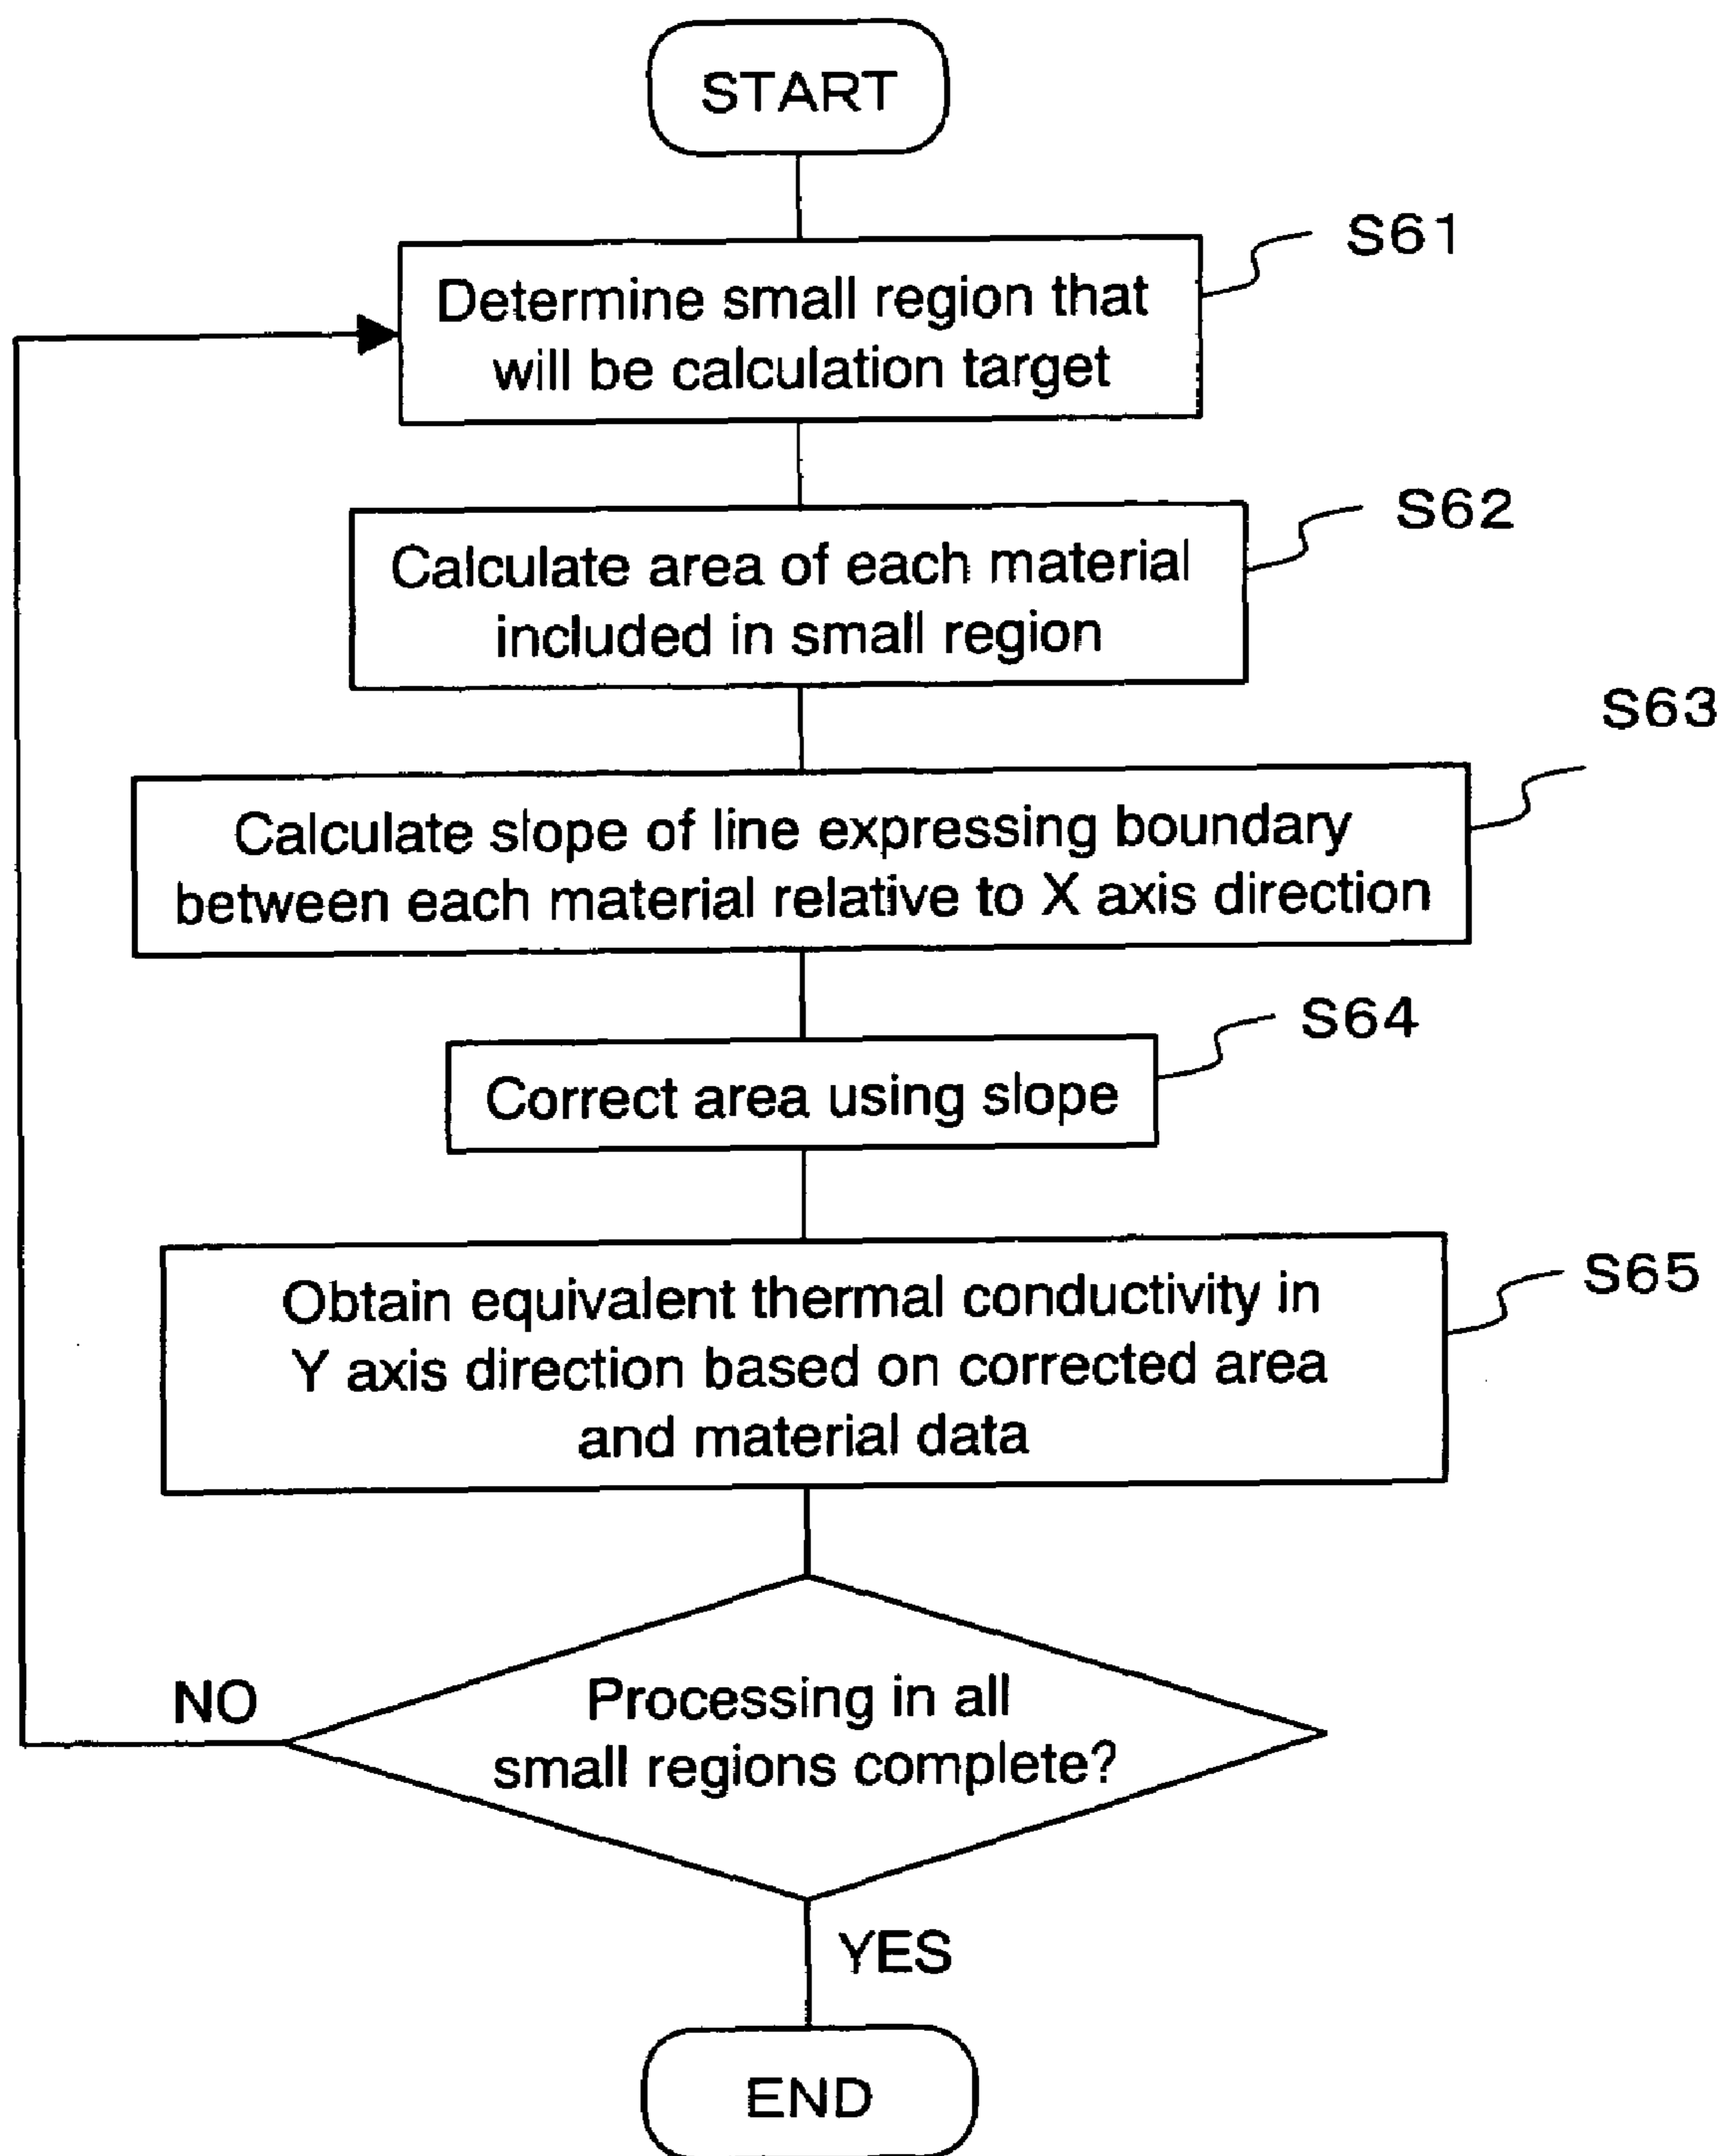 START
S61
Determine small region that
will be calculation target
S62
Calculate area of each material
included in small region
S63
Calculate slope of line expressing boundary
between each material relative to X axis direction
S64
Correct area using slope
S65
Obtain equivalent thermal conductivity in
Y axis direction based on corrected area
and material data
NO
Processing in all
small regions complete?
YES
END